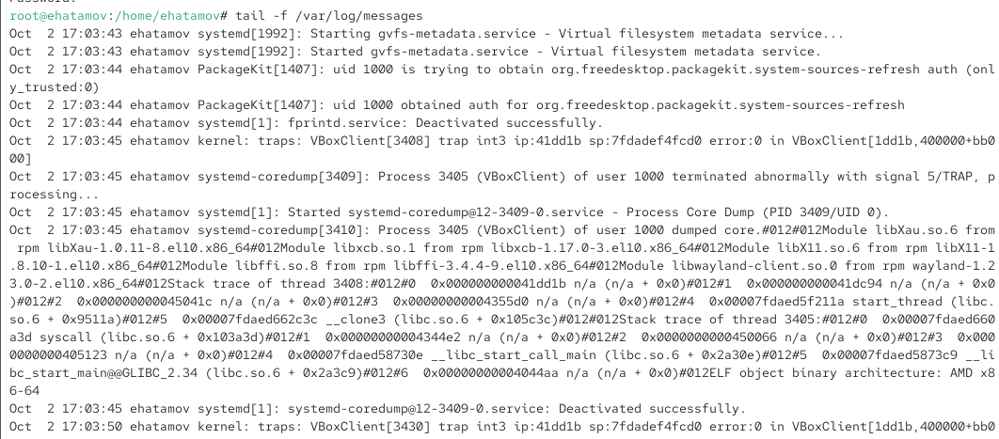 root@ehatamov:/home/ehatamov# tail -f /var/log/messages
Oct  2 17:03:43 ehatamov systemd[1992]: Starting gvfs-metadata.service - Virtual filesystem metadata service...
Oct  2 17:03:43 ehatamov systemd[1992]: Started gvfs-metadata.service - Virtual filesystem metadata service.
Oct  2 17:03:44 ehatamov PackageKit[1407]: uid 1000 is trying to obtain org.freedesktop.packagekit.system-sources-refresh auth (onl
y_trusted:0)
Oct  2 17:03:44 ehatamov PackageKit[1407]: uid 1000 obtained auth for org.freedesktop.packagekit.system-sources-refresh
Oct  2 17:03:44 ehatamov systemd[1]: fprintd.service: Deactivated successfully.
Oct  2 17:03:45 ehatamov kernel: traps: VBoxClient[3408] trap int3 ip:41dd1b sp:7fdadef4fcd0 error:0 in VBoxClient[1dd1b,400000+bb0
00]
Oct  2 17:03:45 ehatamov systemd-coredump[3409]: Process 3405 (VBoxClient) of user 1000 terminated abnormally with signal 5/TRAP, p
rocessing...
Oct  2 17:03:45 ehatamov systemd[1]: Started systemd-coredump@12-3409-0.service - Process Core Dump (PID 3409/UID 0).
Oct  2 17:03:45 ehatamov systemd-coredump[3410]: Process 3405 (VBoxClient) of user 1000 dumped core.#012#012Module libXau.so.6 from
 rpm libXau-1.0.11-8.el10.x86_64#012Module libxcb.so.1 from rpm libxcb-1.17.0-3.el10.x86_64#012Module libX11.so.6 from rpm libX11-1
.8.10-1.el10.x86_64#012Module libffi.so.8 from rpm libffi-3.4.4-9.el10.x86_64#012Module libwayland-client.so.0 from rpm wayland-1.2
3.0-2.el10.x86_64#012Stack trace of thread 3408:#012#0  0x000000000041dd1b n/a (n/a + 0x0)#012#1  0x000000000041dc94 n/a (n/a + 0x0
)#012#2  0x000000000045041c n/a (n/a + 0x0)#012#3  0x00000000004355d0 n/a (n/a + 0x0)#012#4  0x00007fdaed5f211a start_thread (libc.
so.6 + 0x9511a)#012#5  0x00007fdaed662c3c __clone3 (libc.so.6 + 0x105c3c)#012#012Stack trace of thread 3405:#012#0  0x00007fdaed660
a3d syscall (libc.so.6 + 0x103a3d)#012#1  0x00000000004344e2 n/a (n/a + 0x0)#012#2  0x0000000000450066 n/a (n/a + 0x0)#012#3  0x000
0000000405123 n/a (n/a + 0x0)#012#4  0x00007fdaed58730e __libc_start_call_main (libc.so.6 + 0x2a30e)#012#5  0x00007fdaed5873c9 __li
bc_start_main@@GLIBC_2.34 (libc.so.6 + 0x2a3c9)#012#6  0x00000000004044aa n/a (n/a + 0x0)#012ELF object binary architecture: AMD x8
6-64
Oct  2 17:03:45 ehatamov systemd[1]: systemd-coredump@12-3409-0.service: Deactivated successfully.
Oct  2 17:03:50 ehatamov kernel: traps: VBoxClient[3430] trap int3 ip:41dd1b sp:7fdadef4fcd0 error:0 in VBoxClient[1dd1b,400000+bb0